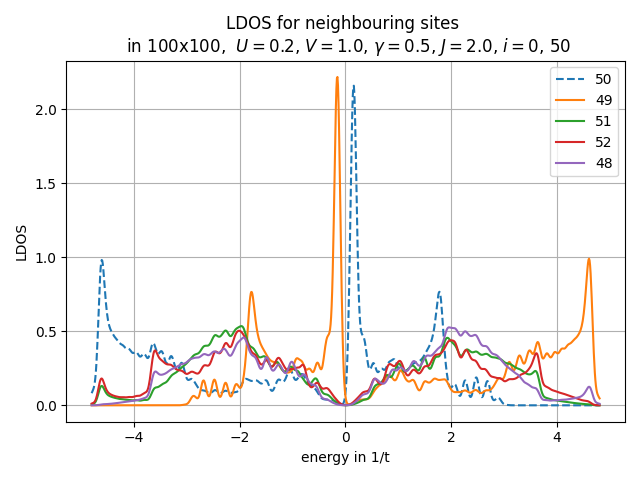 LDOS for neighbouring sites
in 100x100,  U = 0.2, V = 1.0, γ = 0.5, J = 2.0, i = 0, 50
50
49
51
52
48
LDOS
2.0
1.5
1.0
0.5
0.0
−4 −2 0 2 4
energy in 1/t